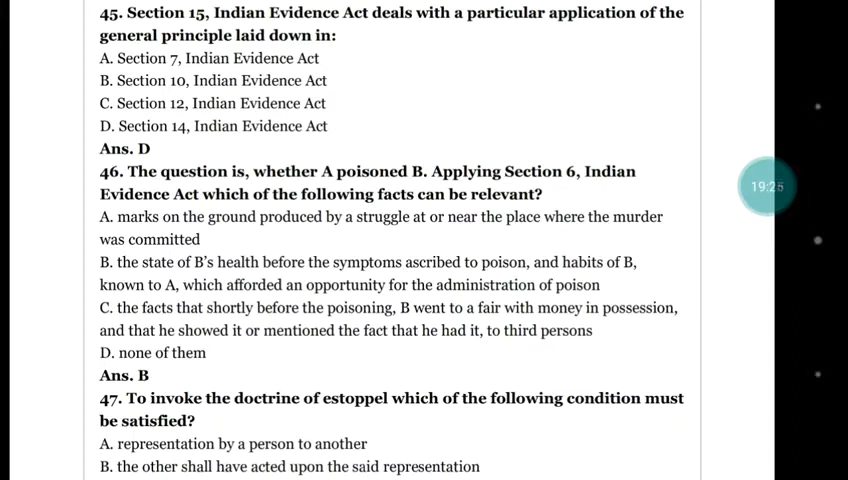 45. Section 15, Indian Evidence Act deals with a particular application of the
general principle laid down in:
A. Section 7, Indian Evidence Act
B. Section 10, Indian Evidence Act
C. Section 12, Indian Evidence Act
D. Section 14, Indian Evidence Act
Ans. D
46. The question is, whether A poisoned B. Applying Section 6, Indian
Evidence Act which of the following facts can be relevant?
A. marks on the ground produced by a struggle at or near the place where the murder
was committed
B. the state of B's health before the symptoms ascribed to poison, and habits of B,
known to A, which afforded an opportunity for the administration of poison
C. the facts that shortly before the poisoning, B went to a fair with money in possession,
and that he showed it or mentioned the fact that he had it, to third persons
D. none of them
Ans. B
47. To invoke the doctrine of estoppel which of the following condition must
be satisfied?
A. representation by a person to another
B. the other shall have acted upon the said representation